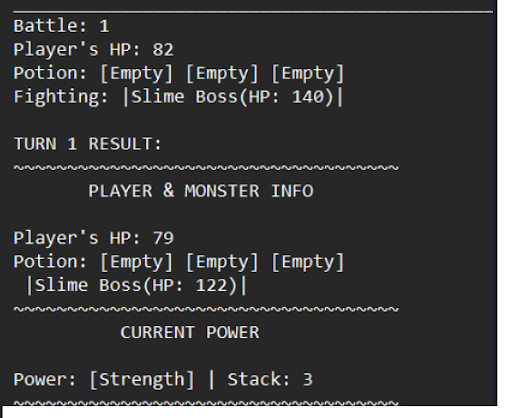 Battle: 1
Player's HP: 82
Potion: [Empty] [Empty] [Empty]
Fighting: |Slime Boss(HP: 140)|
TURN 1 RESULT:
~~~~~~~~~~~~~~~~~~~~~~~~~~~~~~~~~~~~
PLAYER & MONSTER INFO
Player's HP: 79
Potion: [Empty] [Empty] [Empty]
|Slime Boss(HP: 122)|
~~~~~~~~~~~~~~~~~~~~~~~~~~~~~~~~~~~~
CURRENT POWER
Power: [Strength] | Stack: 3
~~~~~~~~~~~~~~~~~~~~~~~~~~~~~~~~~~~~